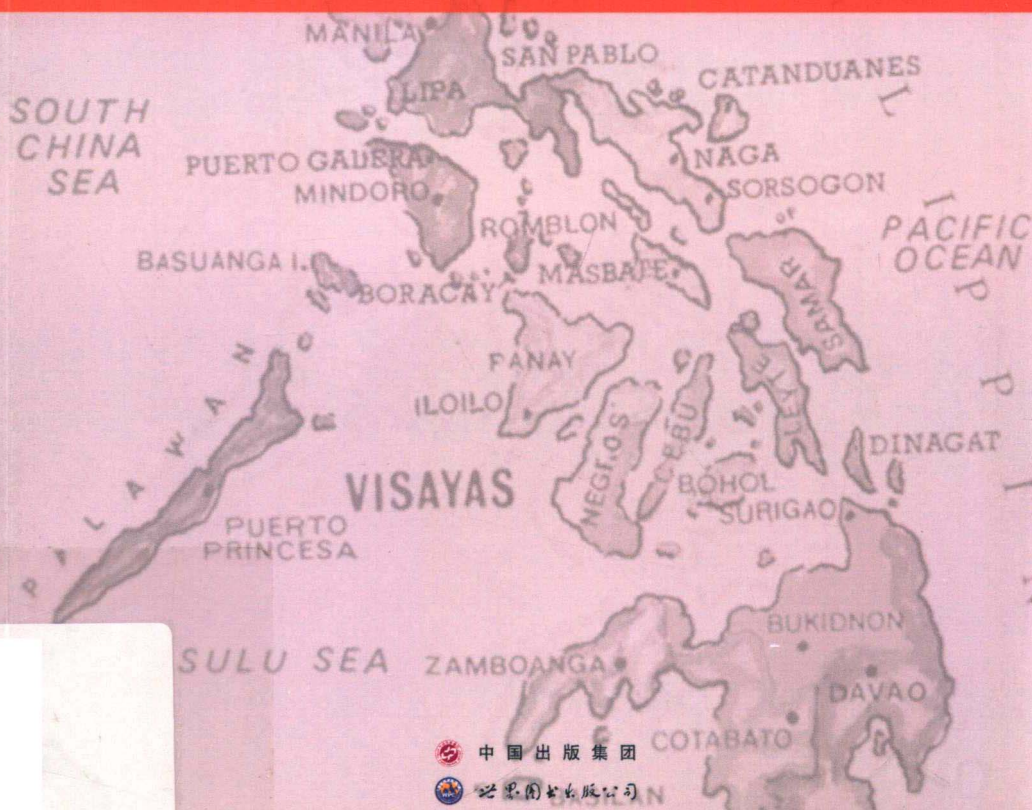 MANILA
SAN PABLO
CATANDUANES
LIPA
SOUTH
CHINA
SEA
L
PUERTO GALERA
NAGA
MINDORO
SORSOGON
I
ROMBLON
OF
PACIFIC
OCEAN
BASUANGA I.
MASBATE
BORACAY
SAMAR
P
PANAY
LEYTE
P
ILOILO
NEGROS
CEBU
DINAGAT
PALAWAN
VISAYAS
BOHOL
SURIGAO
I
PUERTO
PRINCESA
BUKIDNON
SULU SEA
ZAMBOANGA
DAVAO
COTABATO
中国出版集团
世界图书出版公司
BASILAN